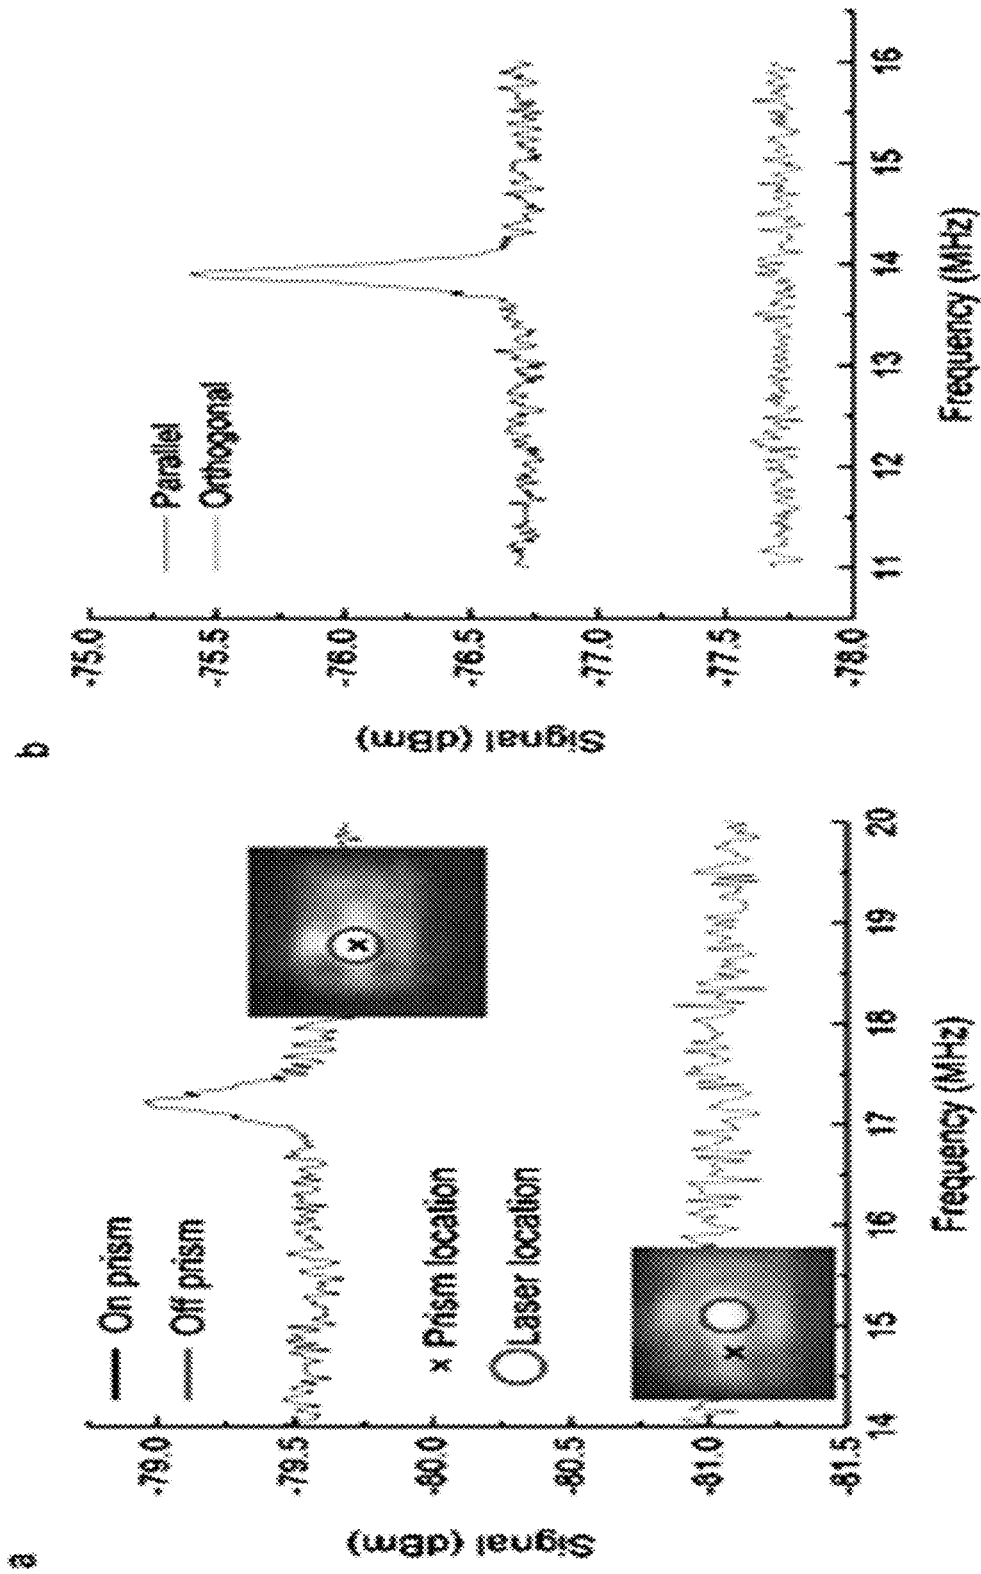 a
Signal (dBm)
-79.0
-79.5
-80.0
-80.5
-81.0
-81.5
On prism
Off prism
x Prism location
Laser location
x
x
14
15
16
17
18
19
20
Frequency (MHz)
b
Signal (dBm)
-75.0
-75.5
-76.0
-76.5
-77.0
-77.5
-78.0
Parallel
Orthogonal
11
12
13
14
15
16
Frequency (MHz)